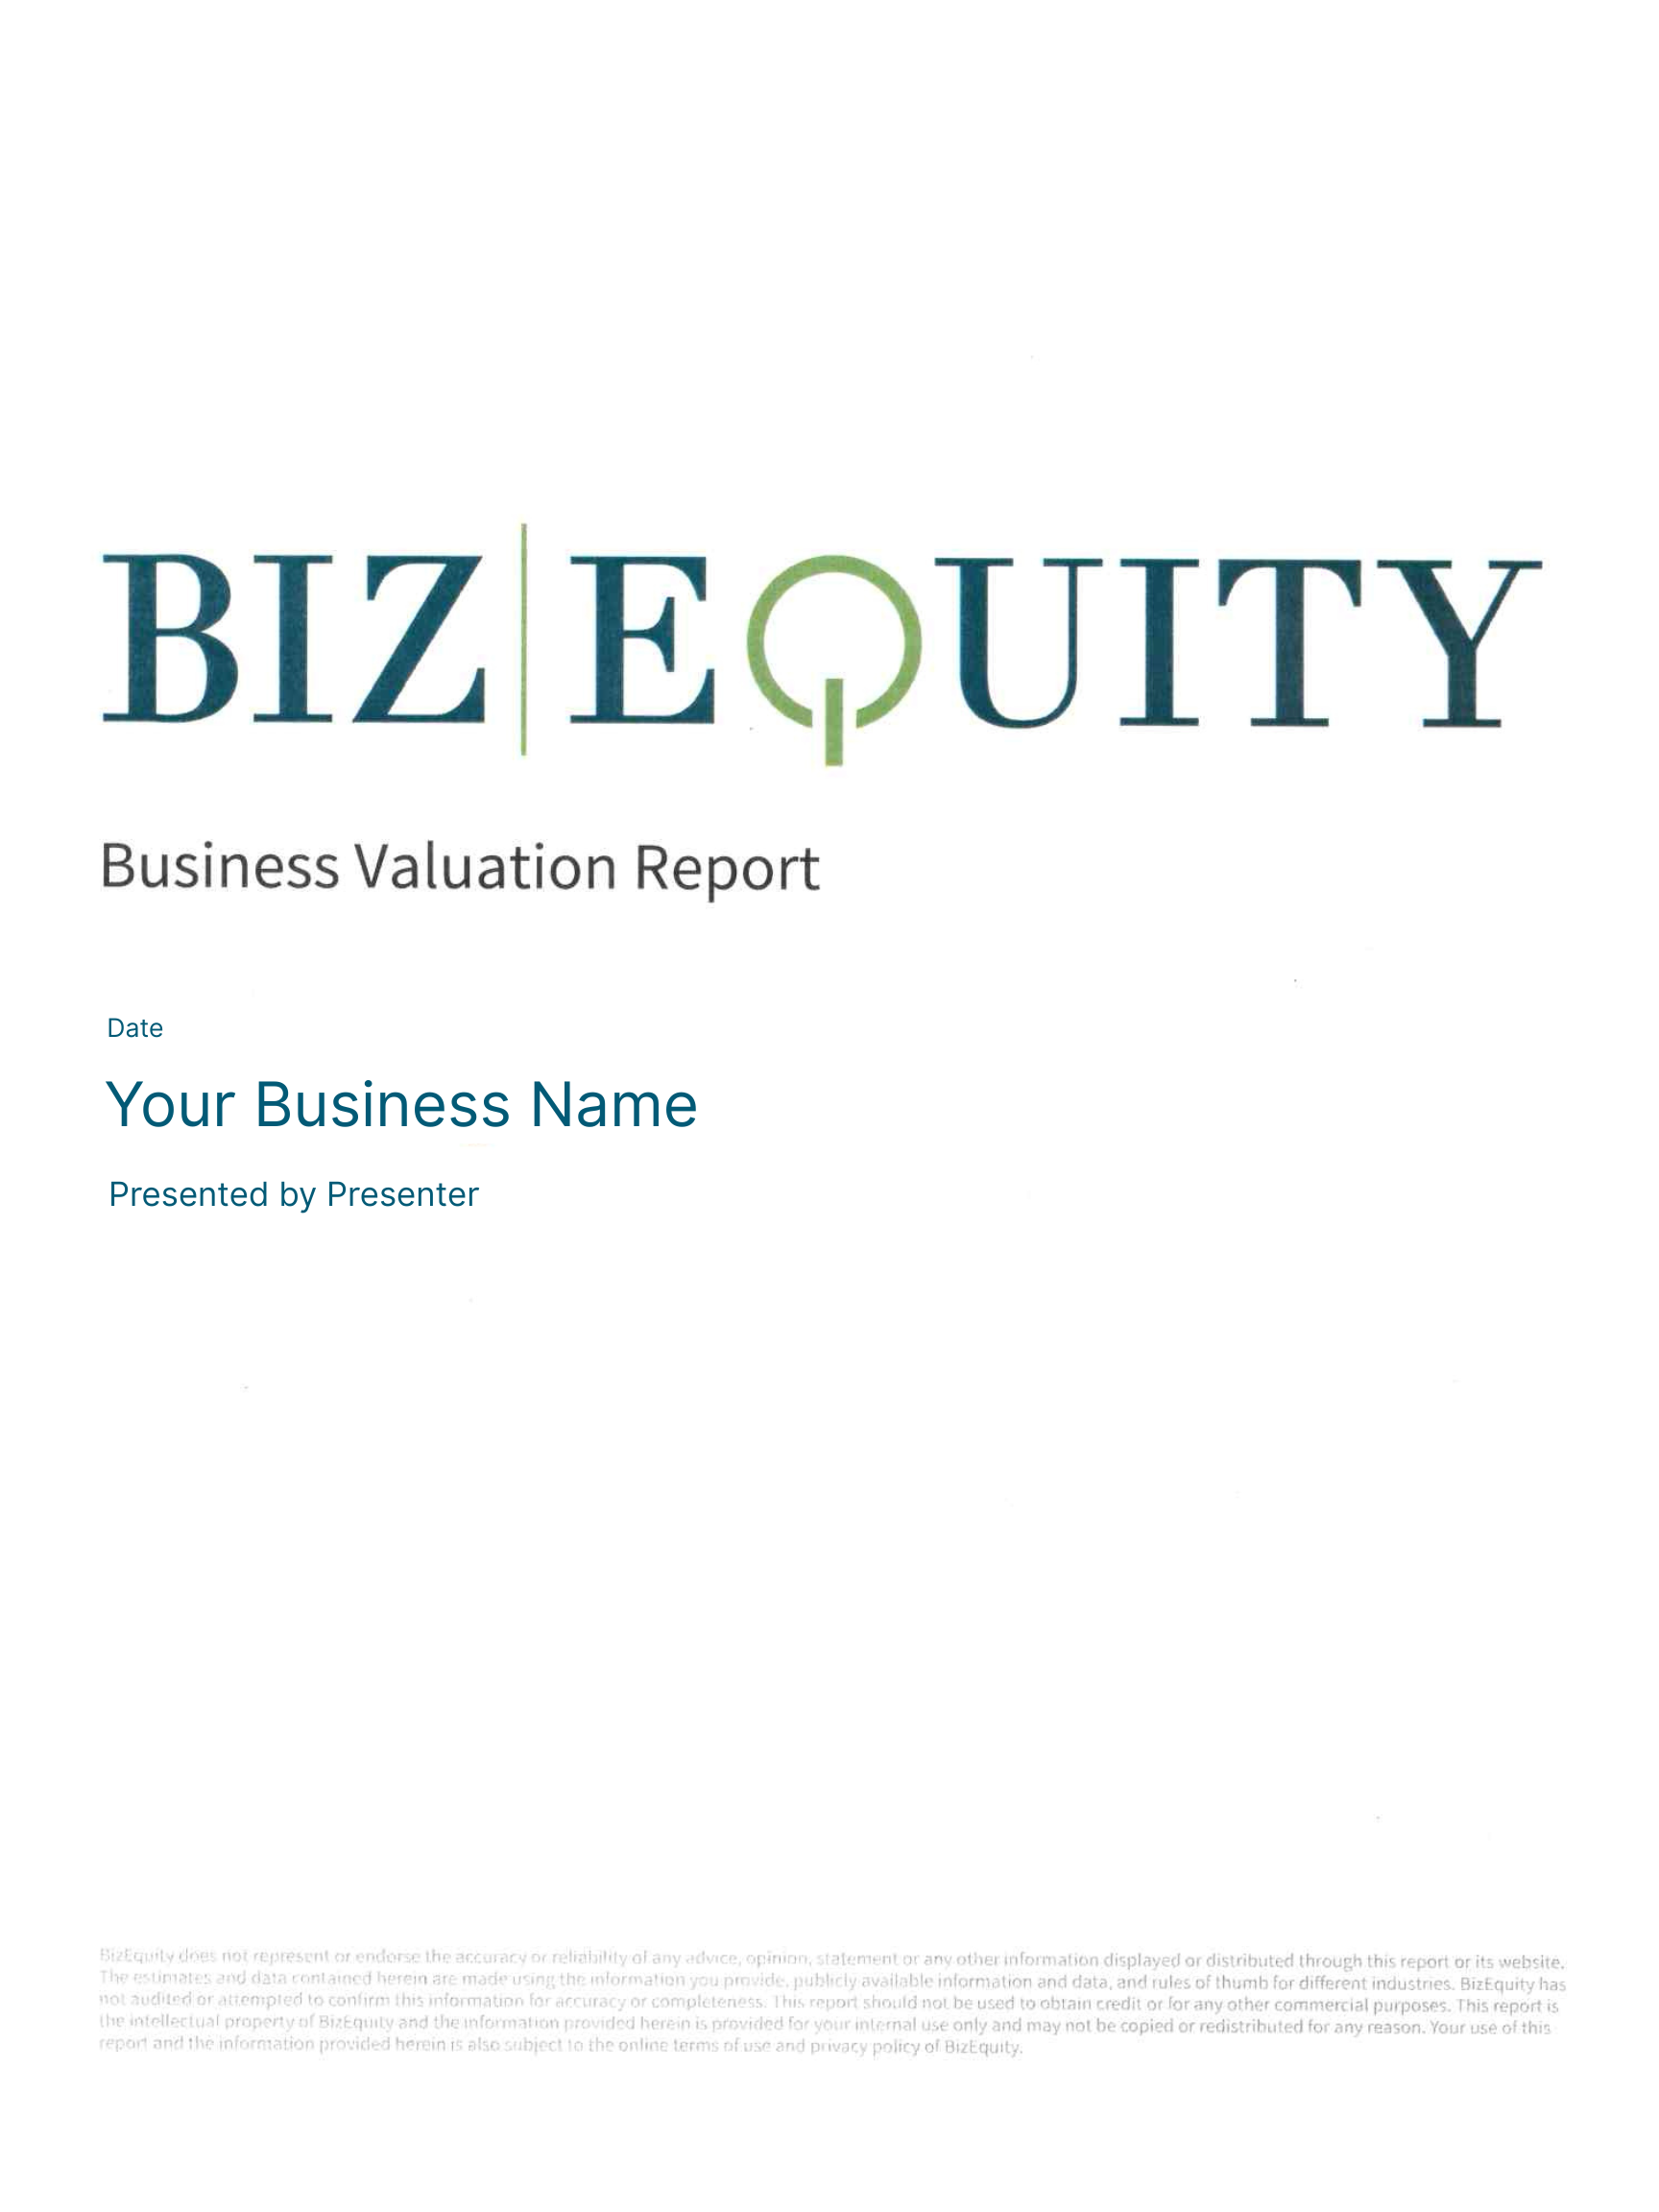 BIZ|EQUITY
Business Valuation Report
Date
Your Business Name
Presented by Presenter
BizEquity does not represent or endorse the accuracy or reliability of any advice, opinion, statement or any other information displayed or distributed through this report or its website.
The estimates and data contained herein are made using the information you provide, publicly available information and data, and rules of thumb for different industries. BizEquity has
not audited or attempted to confirm this information for accuracy or completeness. This report should not be used to obtain credit or for any other commercial purposes. This report is
the intellectual property of BizEquity and the information provided herein is provided for your internal use only and may not be copied or redistributed for any reason. Your use of this
report and the information provided herein is also subject to the online terms of use and privacy policy of BizEquity.